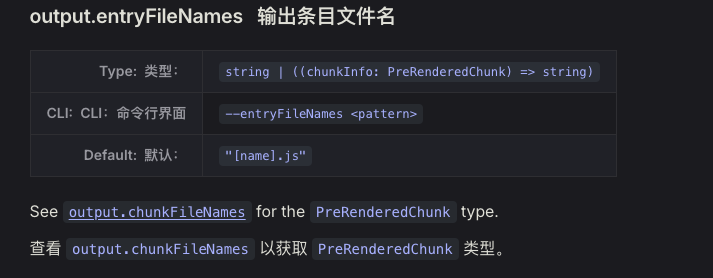 output.entryFileNames 输出条目文件名
Type: 类型： string | ((chunkInfo: PreRenderedChunk) => string)
CLI: CLI：命令行界面 --entryFileNames <pattern>
Default: 默认： "[name].js"
See output.chunkFileNames for the PreRenderedChunk type.
查看 output.chunkFileNames 以获取 PreRenderedChunk 类型。